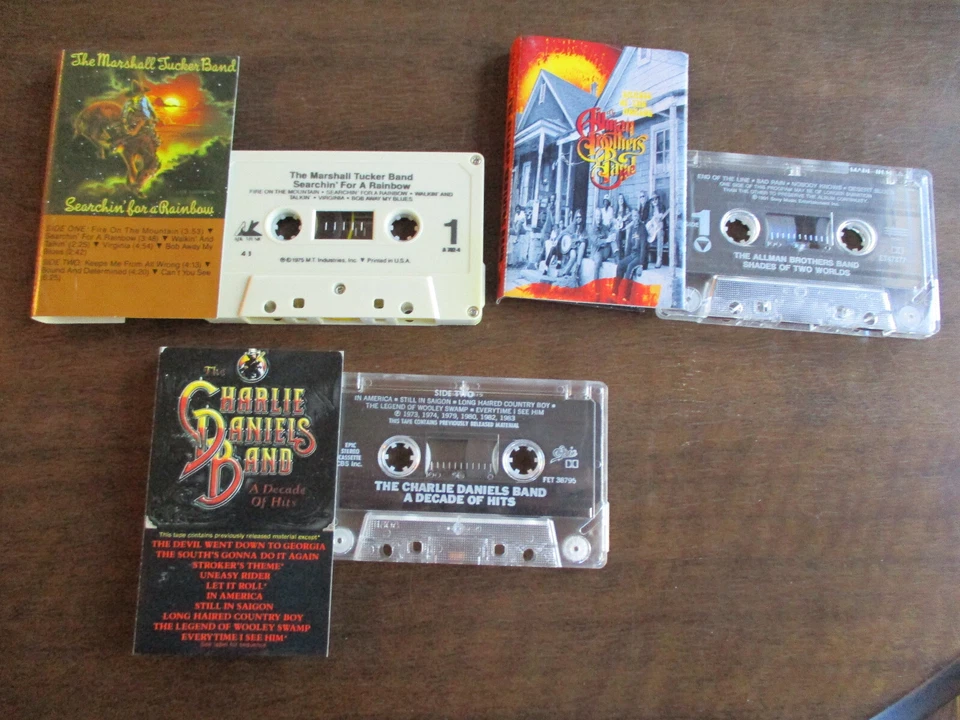 The Marshall Tucker Band
Searchin' for a Rainbow
SIDE ONE: Fire On The Mountain (3:53) ▼
Searchin' For A Rainbow (3:48) ▼ Walkin' And
Talkin' (2:25) ▼ Virginia (4:54) ▼ Bob Away My
Blues (2:42)
SIDE TWO: Keeps Me From All Wrong (4:13) ▼
Bound And Determined (4:20) ▼ Can't You See
The Marshall Tucker Band
Searchin' For A Rainbow
FIRE ON THE MOUNTAIN • SEARCHIN' FOR A RAINBOW • WALKIN' AND
TALKIN' • VIRGINIA • BOB AWAY MY BLUES
1
1975 M.T. Industries, Inc. ▼ Printed in U.S.A.
The
Allman
Brothers
Band
END OF THE LINE • BAD RAIN • NOBODY KNOWS • DESERT BLUES
1
THE ALLMAN BROTHERS BAND
SHADES OF TWO WORLDS
The
CHARLIE
DANIELS
BAND
A Decade
Of Hits
This tape contains previously released material except*
THE DEVIL WENT DOWN TO GEORGIA
THE SOUTH'S GONNA DO IT AGAIN
STROKER'S THEME*
UNEASY RIDER
LET IT ROLL*
IN AMERICA
STILL IN SAIGON
LONG HAIRED COUNTRY BOY
THE LEGEND OF WOOLEY SWAMP
EVERYTIME I SEE HIM*
SIDE TWO
IN AMERICA • STILL IN SAIGON • LONG HAIRED COUNTRY BOY •
THE LEGEND OF WOOLEY SWAMP • EVERYTIME I SEE HIM
℗ 1973, 1974, 1979, 1980, 1982, 1983
THIS TAPE CONTAINS PREVIOUSLY RELEASED MATERIAL
EPIC
STEREO
CASSETTE
CBS Inc.
Epic
FET 38795
THE CHARLIE DANIELS BAND
A DECADE OF HITS